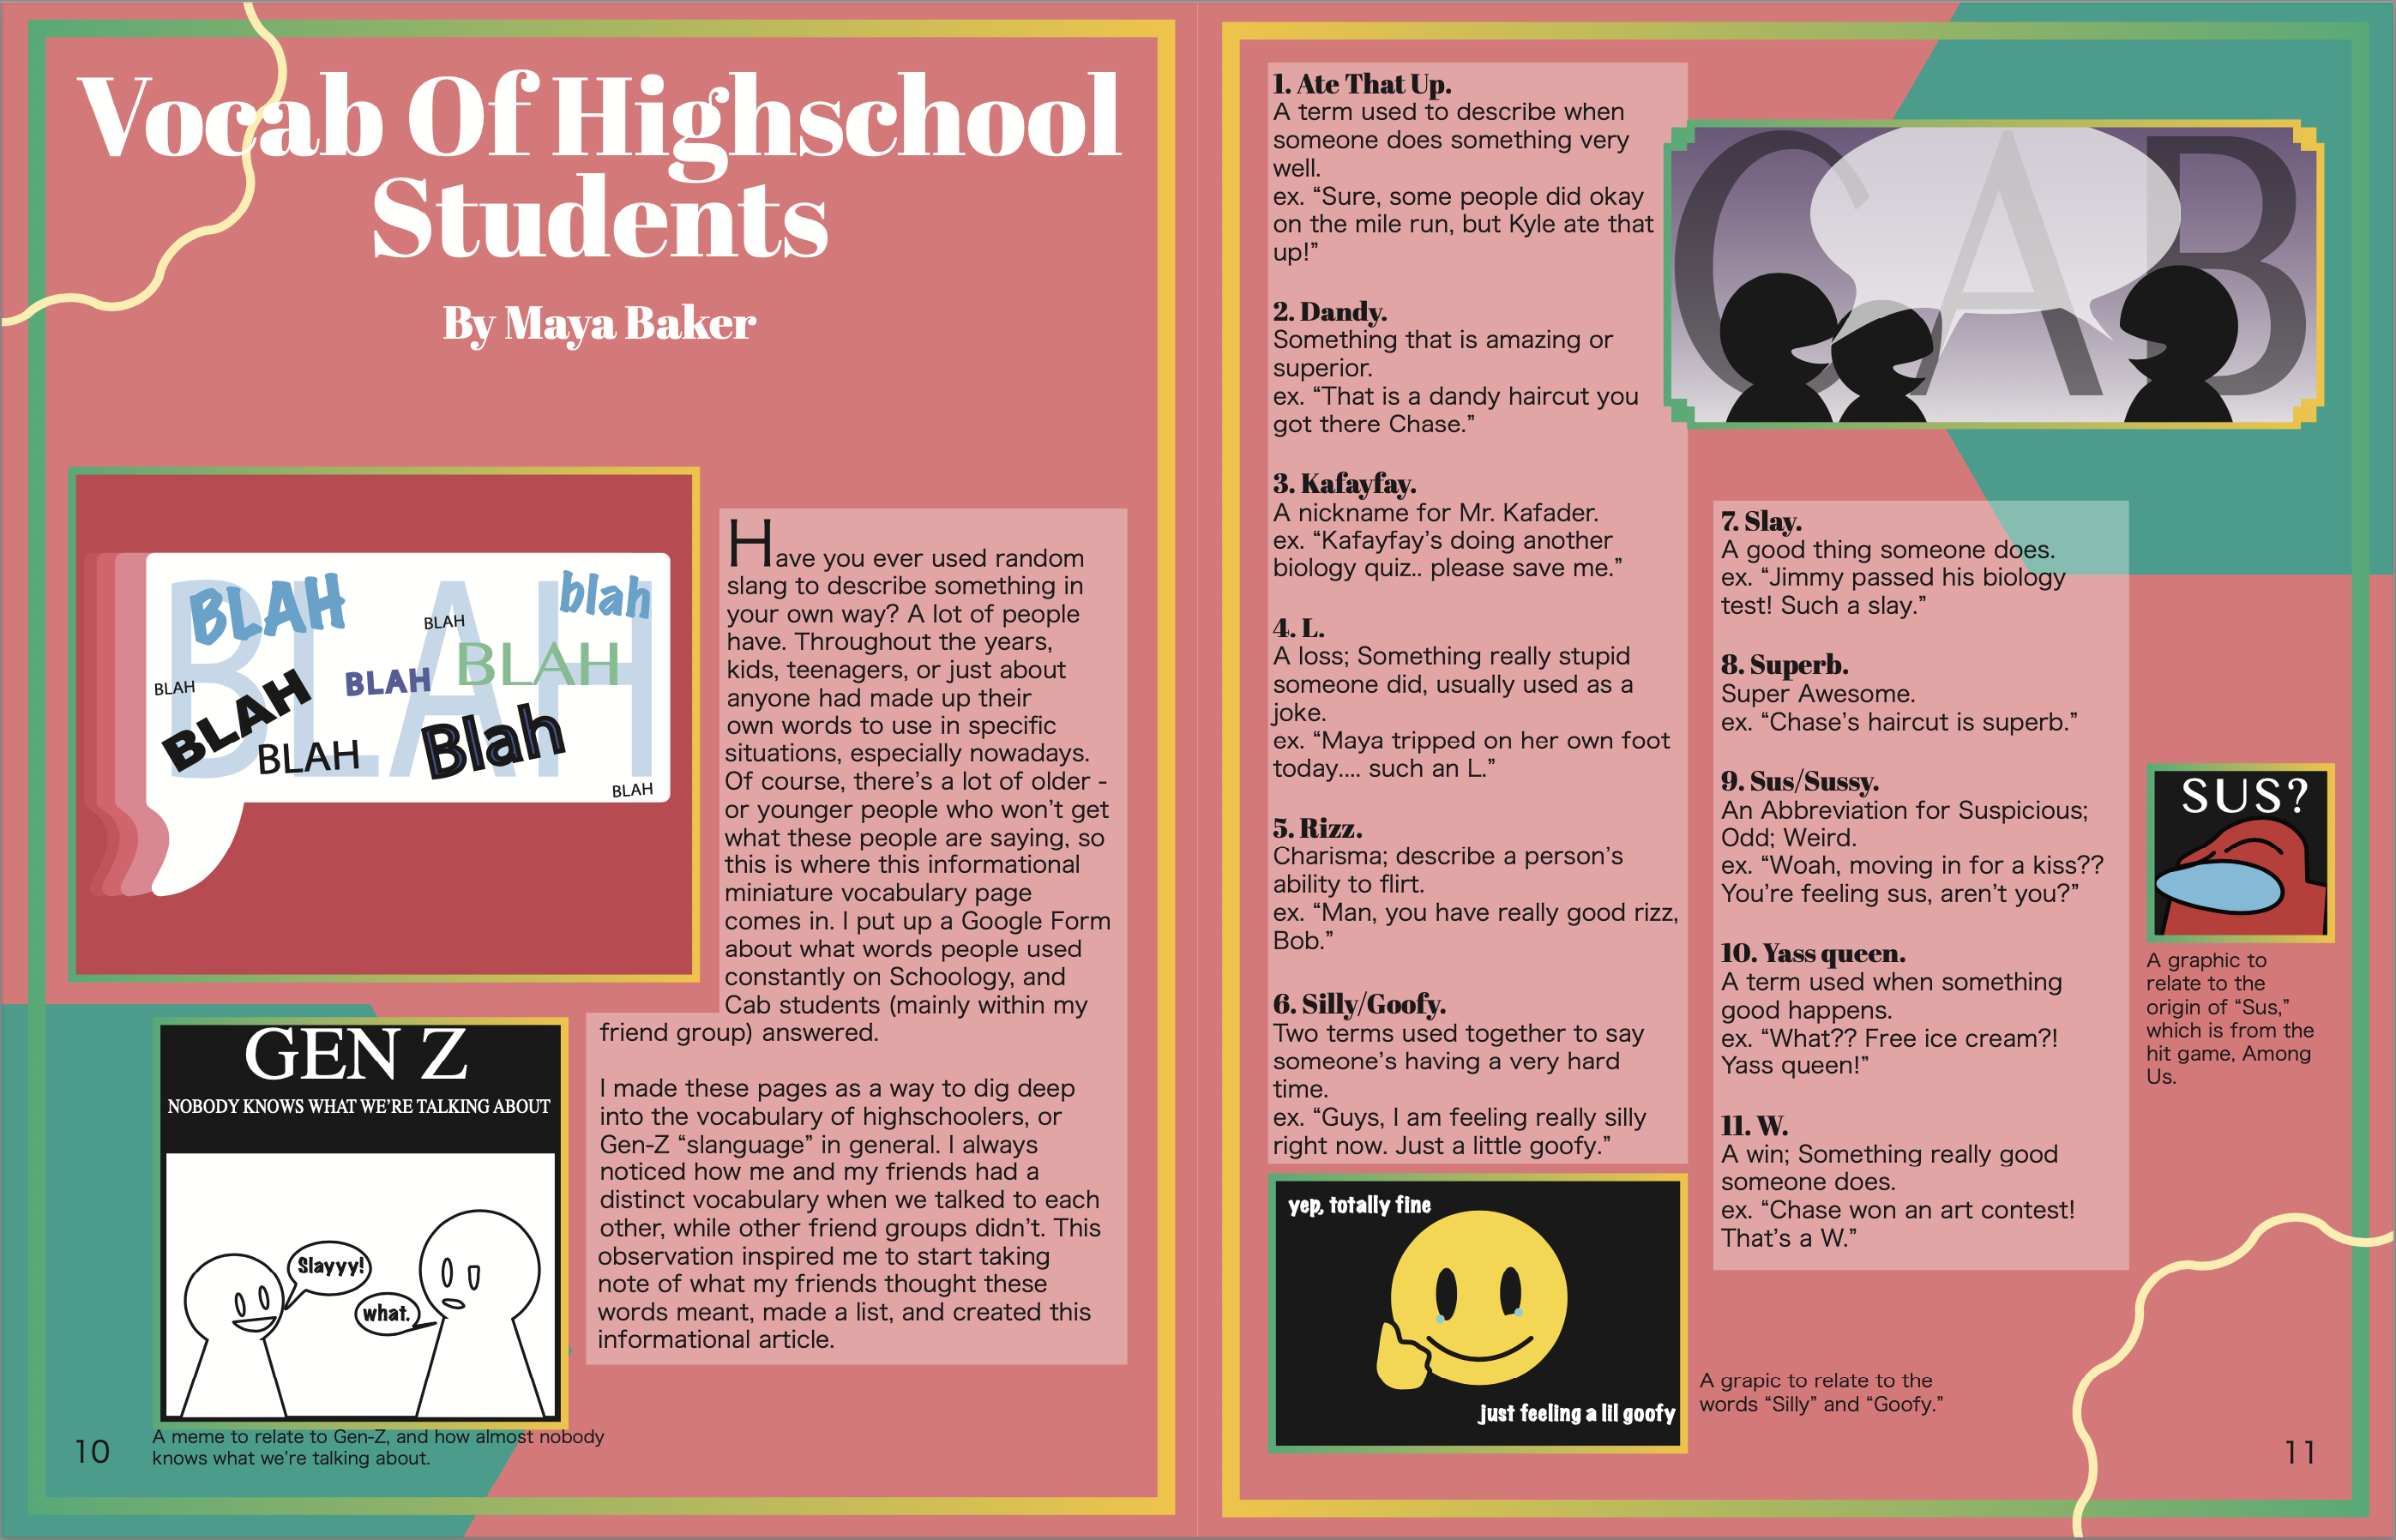 Vocab Of Highschool
Students
By Maya Baker
BLAH
BLAH
blah
BLAH
BLAH
BLAH
BLAH
BLAH
BLAH
Blah
BLAH
Have you ever used random
slang to describe something in
your own way? A lot of people
have. Throughout the years,
kids, teenagers, or just about
anyone had made up their
own words to use in specific
situations, especially nowadays.
Of course, there's a lot of older -
or younger people who won't get
what these people are saying, so
this is where this informational
miniature vocabulary page
comes in. I put up a Google Form
about what words people used
constantly on Schoology, and
Cab students (mainly within my
friend group) answered.
I made these pages as a way to dig deep
into the vocabulary of highschoolers, or
Gen-Z “slanguage” in general. I always
noticed how me and my friends had a
distinct vocabulary when we talked to each
other, while other friend groups didn't. This
observation inspired me to start taking
note of what my friends thought these
words meant, made a list, and created this
informational article.
GEN Z
NOBODY KNOWS WHAT WE'RE TALKING ABOUT
Slayyy!
what.
A meme to relate to Gen-Z, and how almost nobody
knows what we're talking about.
10
1. Ate That Up.
A term used to describe when
someone does something very
well.
ex. “Sure, some people did okay
on the mile run, but Kyle ate that
up!”
2. Dandy.
Something that is amazing or
superior.
ex. “That is a dandy haircut you
got there Chase.”
3. Kafayfay.
A nickname for Mr. Kafader.
ex. “Kafayfay's doing another
biology quiz.. please save me.”
4. L.
A loss; Something really stupid
someone did, usually used as a
joke.
ex. “Maya tripped on her own foot
today.... such an L.”
5. Rizz.
Charisma; describe a person's
ability to flirt.
ex. “Man, you have really good rizz,
Bob.”
6. Silly/Goofy.
Two terms used together to say
someone's having a very hard
time.
ex. “Guys, I am feeling really silly
right now. Just a little goofy.”
yep, totally fine
just feeling a lil goofy
A grapic to relate to the
words “Silly” and “Goofy.”
CAB
7. Slay.
A good thing someone does.
ex. “Jimmy passed his biology
test! Such a slay.”
8. Superb.
Super Awesome.
ex. “Chase's haircut is superb.”
9. Sus/Sussy.
An Abbreviation for Suspicious;
Odd; Weird.
ex. “Woah, moving in for a kiss??
You're feeling sus, aren't you?”
10. Yass queen.
A term used when something
good happens.
ex. “What?? Free ice cream?!
Yass queen!”
11. W.
A win; Something really good
someone does.
ex. “Chase won an art contest!
That's a W.”
SUS?
A graphic to
relate to the
origin of “Sus,”
which is from the
hit game, Among
Us.
11